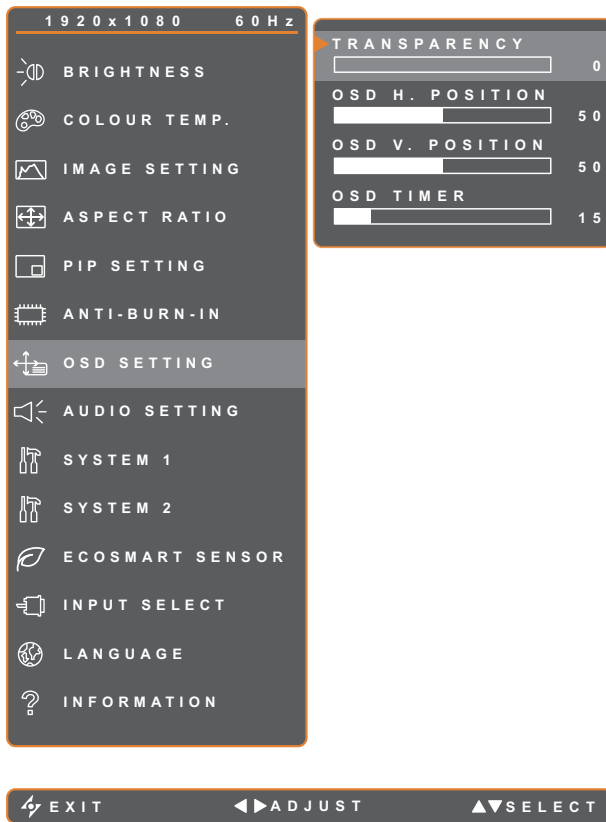 1920x1080 60Hz
BRIGHTNESS
COLOUR TEMP.
IMAGE SETTING
ASPECT RATIO
PIP SETTING
ANTI-BURN-IN
OSD SETTING
AUDIO SETTING
SYSTEM 1
SYSTEM 2
ECOSMART SENSOR
INPUT SELECT
LANGUAGE
INFORMATION
TRANSPARENCY
0
OSD H. POSITION
50
OSD V. POSITION
50
OSD TIMER
15
EXIT ◀▶ADJUST ▲▼SELECT